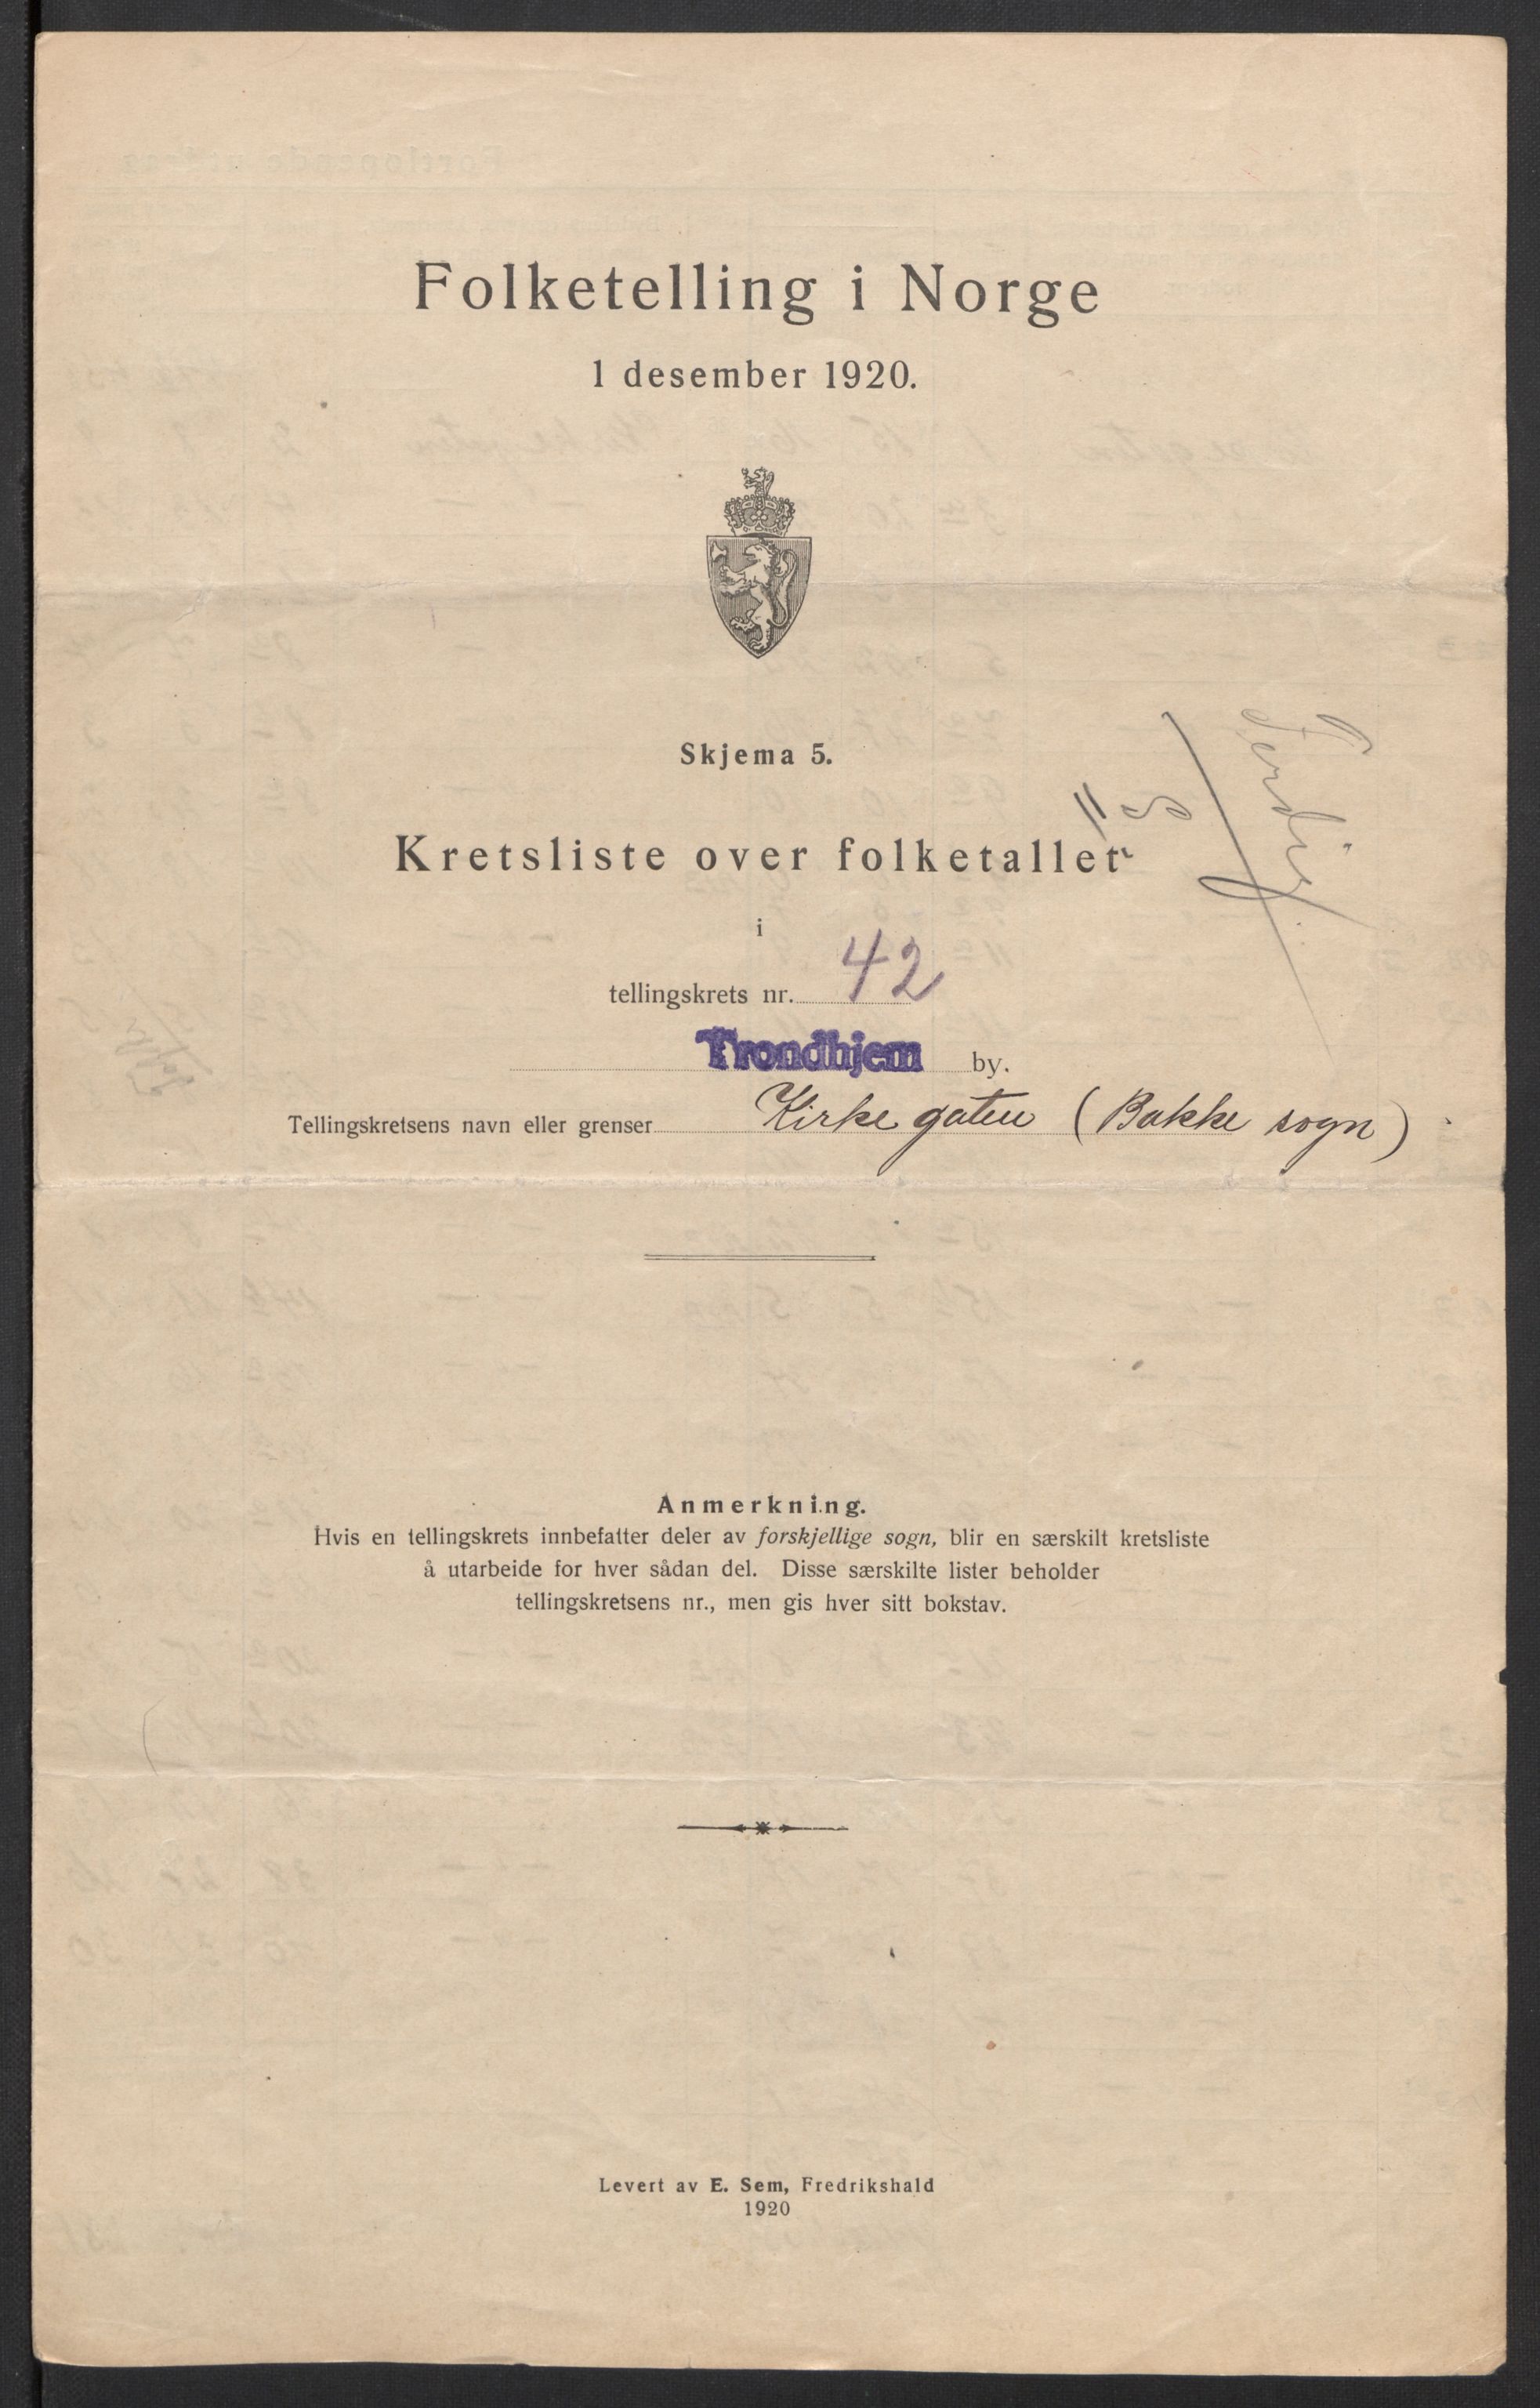 Folketelling i Norge
1 desember 1920.
Skjema 5.
Ferdig
Kretsliste over folketallet
i
tellingskrets nr. 42
Trondhjem by.
Tellingskretsens navn eller grenser Kirkegaten (Bakke sogn)
Anmerkning.
Hvis en tellingskrets innbefatter deler av forskjellige sogn, blir en særskilt kretsliste
å utarbeide for hver sådan del. Disse særskilte lister beholder
tellingskretsens nr., men gis hver sitt bokstav.
Levert av E. Sem, Fredrikshald
1920